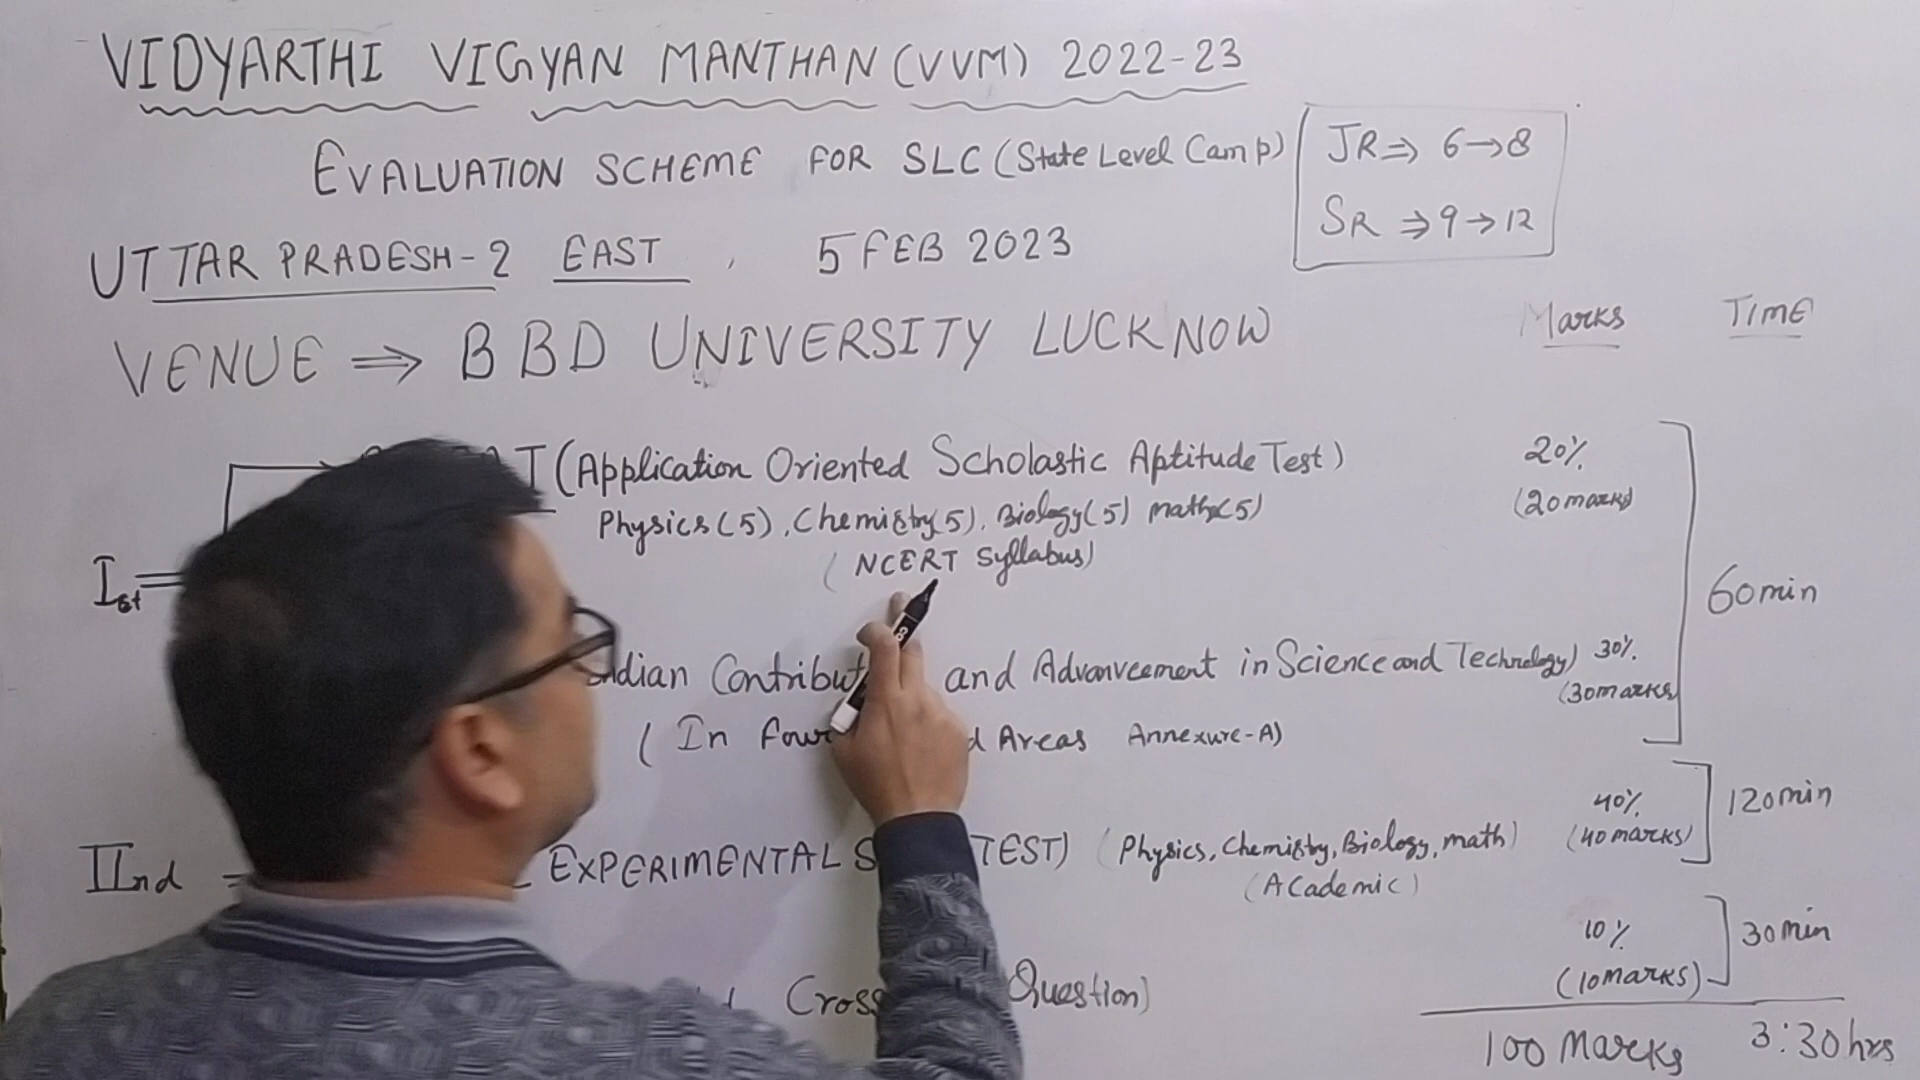 VIDYARTHI VIGYAN MANTHAN (VVM) 2022-23
EVALUATION SCHEME FOR SLC (State Level Camp)
JR ⇒ 6→8
SR ⇒ 9→12
UTTAR PRADESH-2 EAST, 5 FEB 2023
VENUE ⇒ BBD UNIVERSITY LUCKNOW
Marks TIME
(Application Oriented Scholastic Aptitude Test) 20%
Physics (5), Chemistry (5), Biology (5) math (5) (20 marks)
Ist
(NCERT Syllabus)
60 min
and Advancement in Science and Technology) 30%
(30 marks)
(In Areas Annexure-A)
40%
120 min
IInd EXPERIMENTAL TEST) (Physics, Chemistry, Biology, math) (40 marks)
(Academic)
10%
30 min
Cross Question) (10 marks)
100 Marks 3:30 hrs